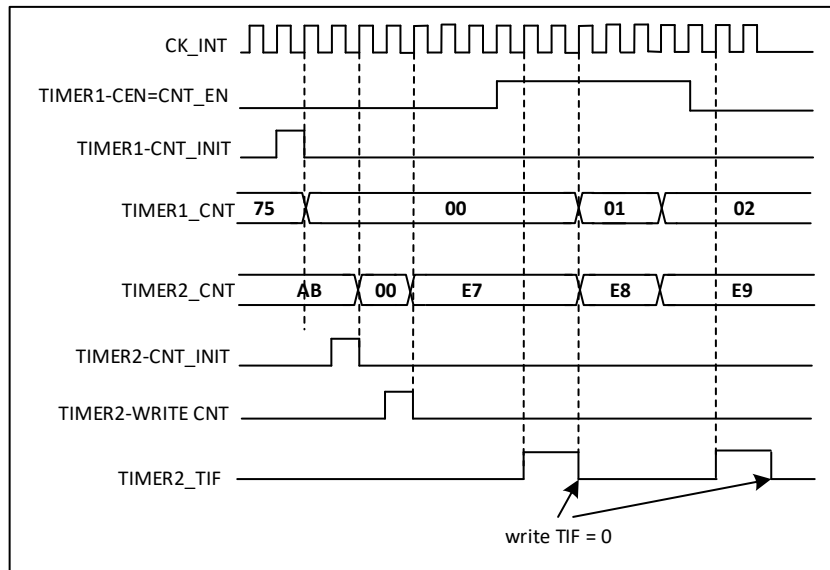 CK_INT
TIMER1-CEN=CNT_EN
TIMER1-CNT_INIT
TIMER1_CNT 75 00 01 02
TIMER2_CNT AB 00 E7 E8 E9
TIMER2-CNT_INIT
TIMER2-WRITE CNT
TIMER2_TIF
write TIF = 0